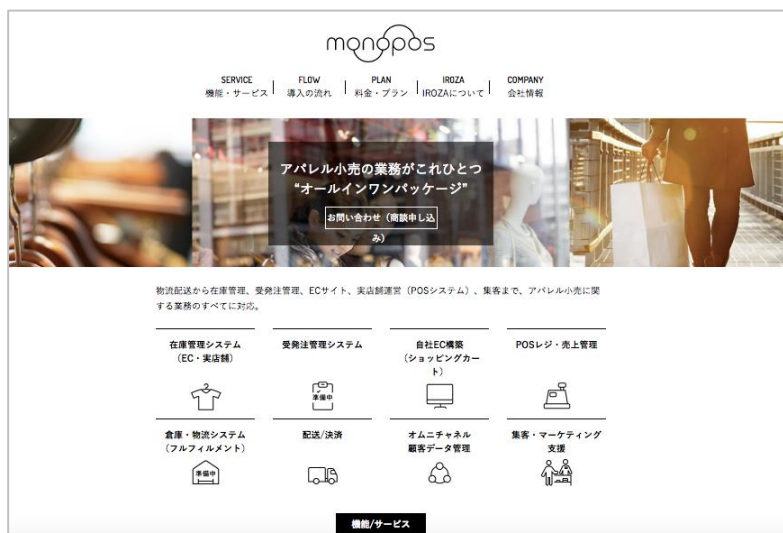 monopos
SERVICE
機能・サービス
FLOW
導入の流れ
PLAN
料金・プラン
IROZA
IROZAについて
COMPANY
会社情報
アパレル小売の業務がこれひとつ
“オールインワンパッケージ”
お問い合わせ（商談申し込
み）
物流配送から在庫管理、受発注管理、ECサイト、実店舗運営（POSシステム）、集客まで、アパレル小売に関
する業務のすべてに対応。
在庫管理システム
（EC・実店舗）
受発注管理システム
準備中
自社EC構築
（ショッピングカー
ト）
POSレジ・売上管理
倉庫・物流システム
（フルフィルメント）
準備中
配送/決済
オムニチャネル
顧客データ管理
集客・マーケティング
支援
機能/サービス